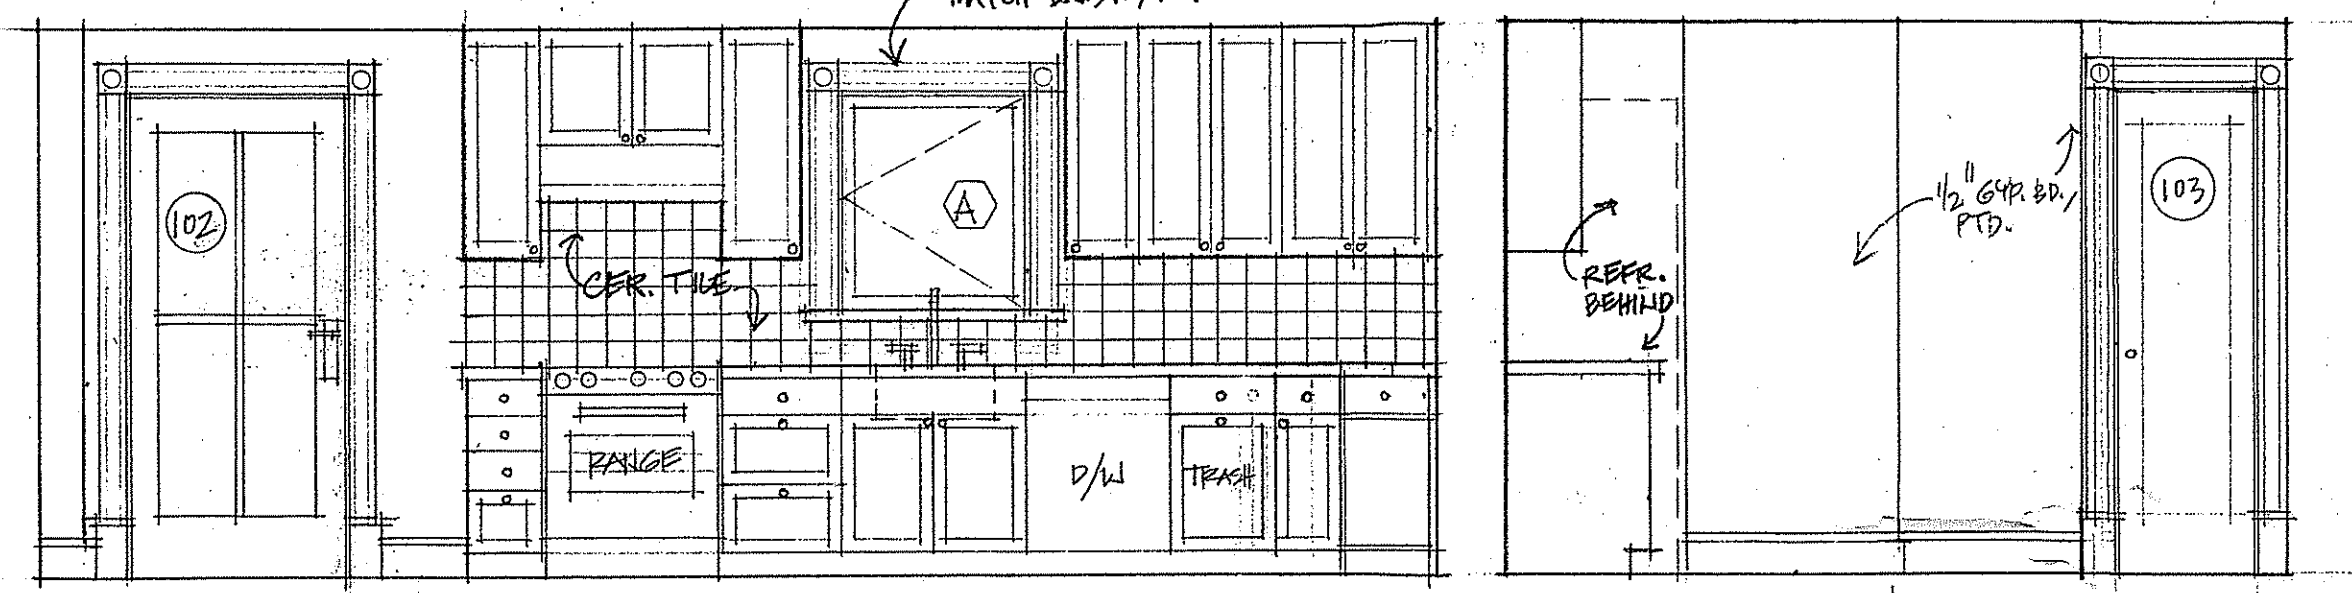 102
CER. TILE
A
RANGE
D/W
TRASH
REFR.
BEHIND
1/2" GYP. BD.,
PTD.
103